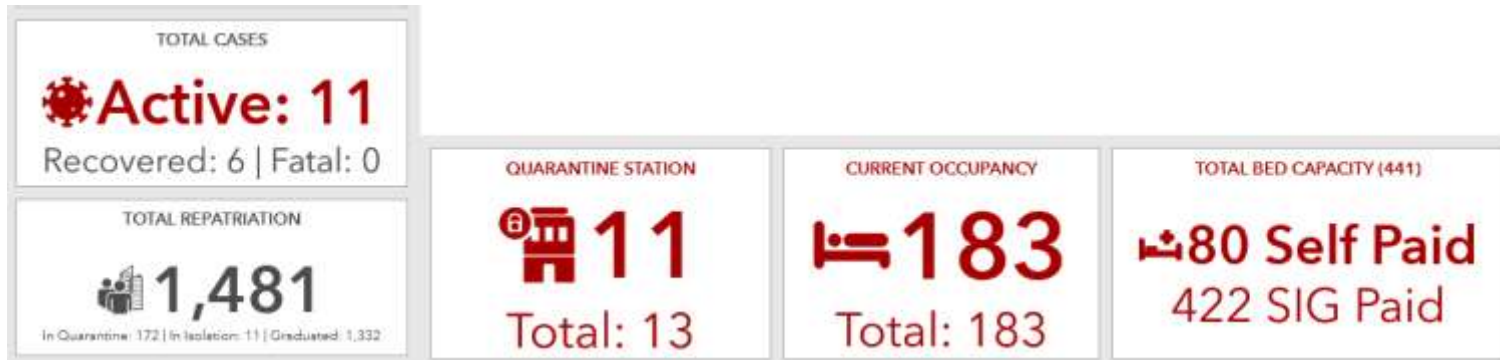 TOTAL CASES
Active: 11
Recovered: 6 | Fatal: 0
TOTAL REPATRIATION
1,481
In Quarantine: 172 | In Isolation: 11 | Graduated: 1,332
QUARANTINE STATION
11
Total: 13
CURRENT OCCUPANCY
183
Total: 183
TOTAL BED CAPACITY (441)
80 Self Paid
422 SIG Paid